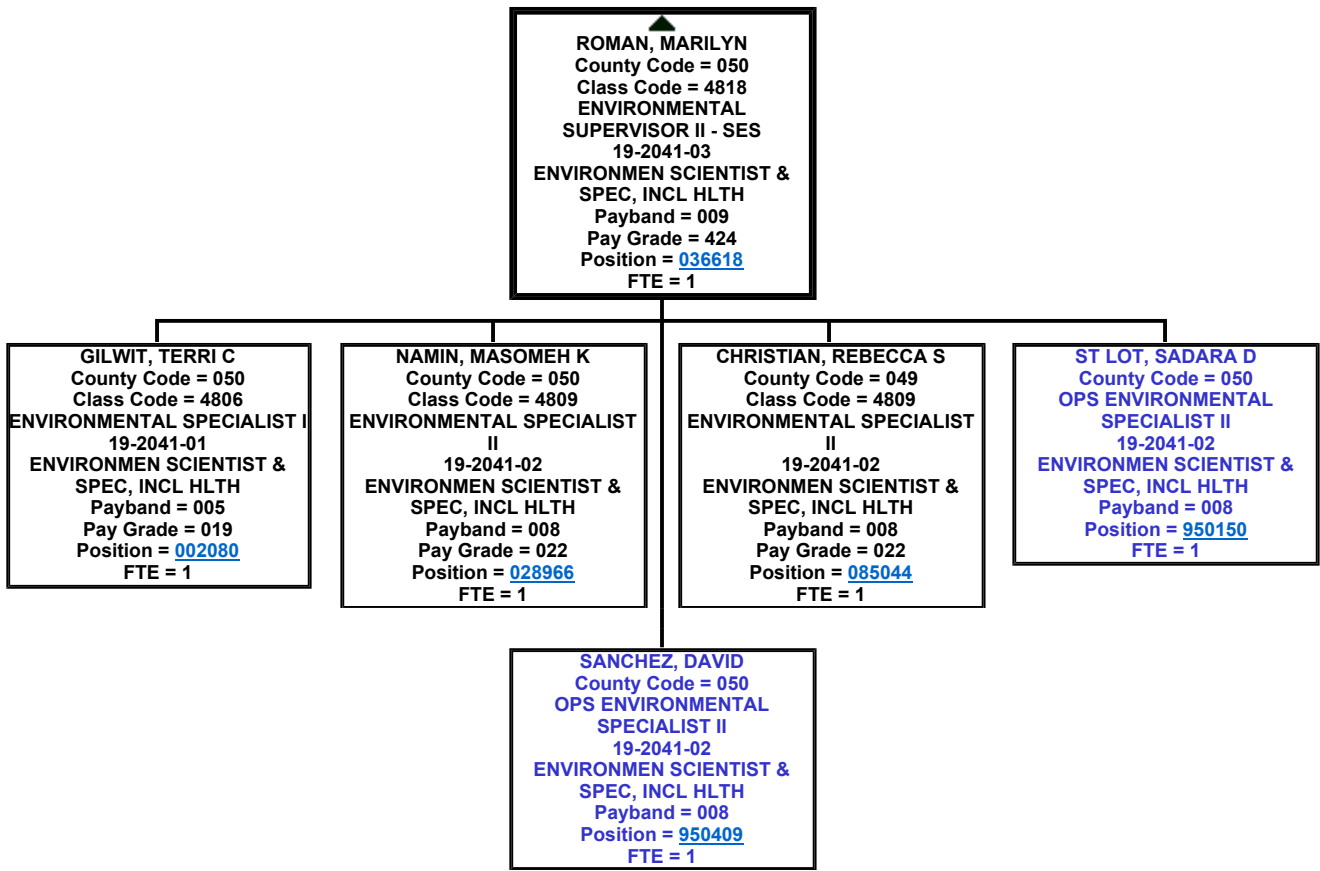 ROMAN, MARILYN
County Code = 050
Class Code = 4818
ENVIRONMENTAL
SUPERVISOR II - SES
19-2041-03
ENVIRONMEN SCIENTIST &
SPEC, INCL HLTH
Payband = 009
Pay Grade = 424
Position = 036618
FTE = 1
GILWIT, TERRI C
County Code = 050
Class Code = 4806
ENVIRONMENTAL SPECIALIST I
19-2041-01
ENVIRONMEN SCIENTIST &
SPEC, INCL HLTH
Payband = 005
Pay Grade = 019
Position = 002080
FTE = 1
NAMIN, MASOMEH K
County Code = 050
Class Code = 4809
ENVIRONMENTAL SPECIALIST
II
19-2041-02
ENVIRONMEN SCIENTIST &
SPEC, INCL HLTH
Payband = 008
Pay Grade = 022
Position = 028966
FTE = 1
CHRISTIAN, REBECCA S
County Code = 049
Class Code = 4809
ENVIRONMENTAL SPECIALIST
II
19-2041-02
ENVIRONMEN SCIENTIST &
SPEC, INCL HLTH
Payband = 008
Pay Grade = 022
Position = 085044
FTE = 1
ST LOT, SADARA D
County Code = 050
OPS ENVIRONMENTAL
SPECIALIST II
19-2041-02
ENVIRONMEN SCIENTIST &
SPEC, INCL HLTH
Payband = 008
Position = 950150
FTE = 1
SANCHEZ, DAVID
County Code = 050
OPS ENVIRONMENTAL
SPECIALIST II
19-2041-02
ENVIRONMEN SCIENTIST &
SPEC, INCL HLTH
Payband = 008
Position = 950409
FTE = 1